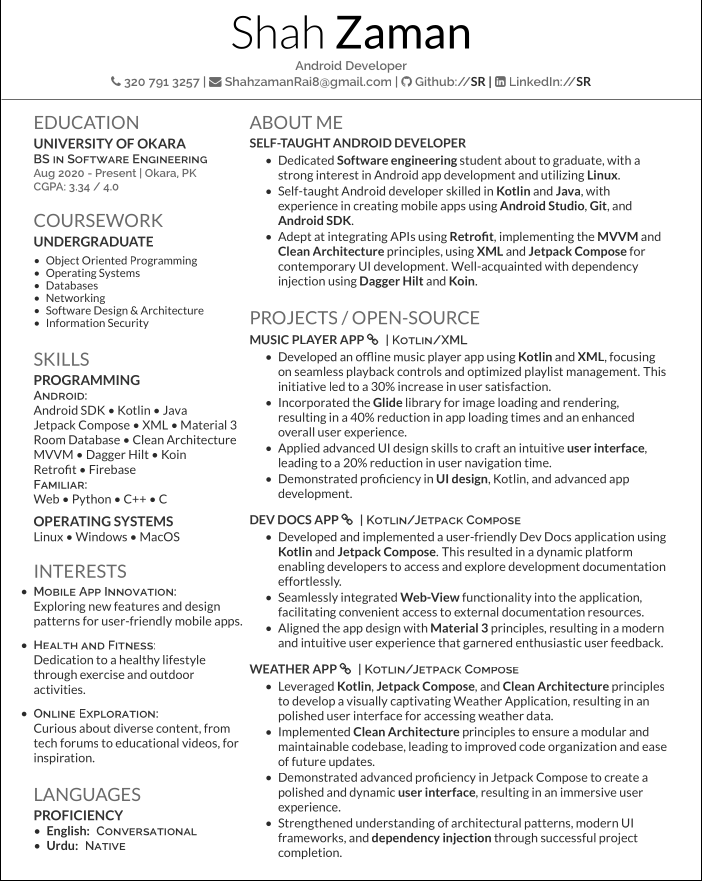 Shah Zaman
Android Developer
320 791 3257 | ShahzamanRai8@gmail.com | Github://SR | LinkedIn://SR
EDUCATION
UNIVERSITY OF OKARA
BS IN SOFTWARE ENGINEERING
Aug 2020 - Present | Okara, PK
CGPA: 3.34 / 4.0
COURSEWORK
UNDERGRADUATE
• Object Oriented Programming
• Operating Systems
• Databases
• Networking
• Software Design & Architecture
• Information Security
SKILLS
PROGRAMMING
ANDROID:
Android SDK • Kotlin • Java
Jetpack Compose • XML • Material 3
Room Database • Clean Architecture
MVVM • Dagger Hilt • Koin
Retrofit • Firebase
FAMILIAR:
Web • Python • C++ • C
OPERATING SYSTEMS
Linux • Windows • MacOS
INTERESTS
• MOBILE APP INNOVATION:
Exploring new features and design
patterns for user-friendly mobile apps.
• HEALTH AND FITNESS:
Dedication to a healthy lifestyle
through exercise and outdoor
activities.
• ONLINE EXPLORATION:
Curious about diverse content, from
tech forums to educational videos, for
inspiration.
LANGUAGES
PROFICIENCY
• English: CONVERSATIONAL
• Urdu: NATIVE
ABOUT ME
SELF-TAUGHT ANDROID DEVELOPER
• Dedicated Software engineering student about to graduate, with a
strong interest in Android app development and utilizing Linux.
• Self-taught Android developer skilled in Kotlin and Java, with
experience in creating mobile apps using Android Studio, Git, and
Android SDK.
• Adept at integrating APIs using Retrofit, implementing the MVVM and
Clean Architecture principles, using XML and Jetpack Compose for
contemporary UI development. Well-acquainted with dependency
injection using Dagger Hilt and Koin.
PROJECTS / OPEN-SOURCE
MUSIC PLAYER APP | KOTLIN/XML
• Developed an offline music player app using Kotlin and XML, focusing
on seamless playback controls and optimized playlist management. This
initiative led to a 30% increase in user satisfaction.
• Incorporated the Glide library for image loading and rendering,
resulting in a 40% reduction in app loading times and an enhanced
overall user experience.
• Applied advanced UI design skills to craft an intuitive user interface,
leading to a 20% reduction in user navigation time.
• Demonstrated proficiency in UI design, Kotlin, and advanced app
development.
DEV DOCS APP | KOTLIN/JETPACK COMPOSE
• Developed and implemented a user-friendly Dev Docs application using
Kotlin and Jetpack Compose. This resulted in a dynamic platform
enabling developers to access and explore development documentation
effortlessly.
• Seamlessly integrated Web-View functionality into the application,
facilitating convenient access to external documentation resources.
• Aligned the app design with Material 3 principles, resulting in a modern
and intuitive user experience that garnered enthusiastic user feedback.
WEATHER APP | KOTLIN/JETPACK COMPOSE
• Leveraged Kotlin, Jetpack Compose, and Clean Architecture principles
to develop a visually captivating Weather Application, resulting in an
polished user interface for accessing weather data.
• Implemented Clean Architecture principles to ensure a modular and
maintainable codebase, leading to improved code organization and ease
of future updates.
• Demonstrated advanced proficiency in Jetpack Compose to create a
polished and dynamic user interface, resulting in an immersive user
experience.
• Strengthened understanding of architectural patterns, modern UI
frameworks, and dependency injection through successful project
completion.